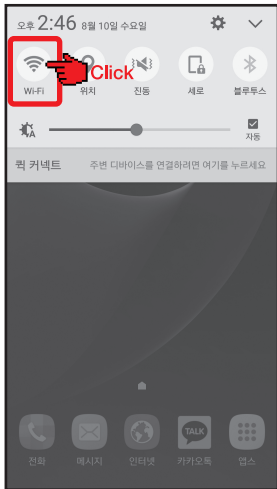 오후 2:46 8월 10일 수요일
Click
Wi-Fi 위치 진동 세로 블루투스
A 자동
퀵 커넥트 주변 디바이스를 연결하려면 여기를 누르세요
TALK
전화 메시지 인터넷 카카오톡 앱스